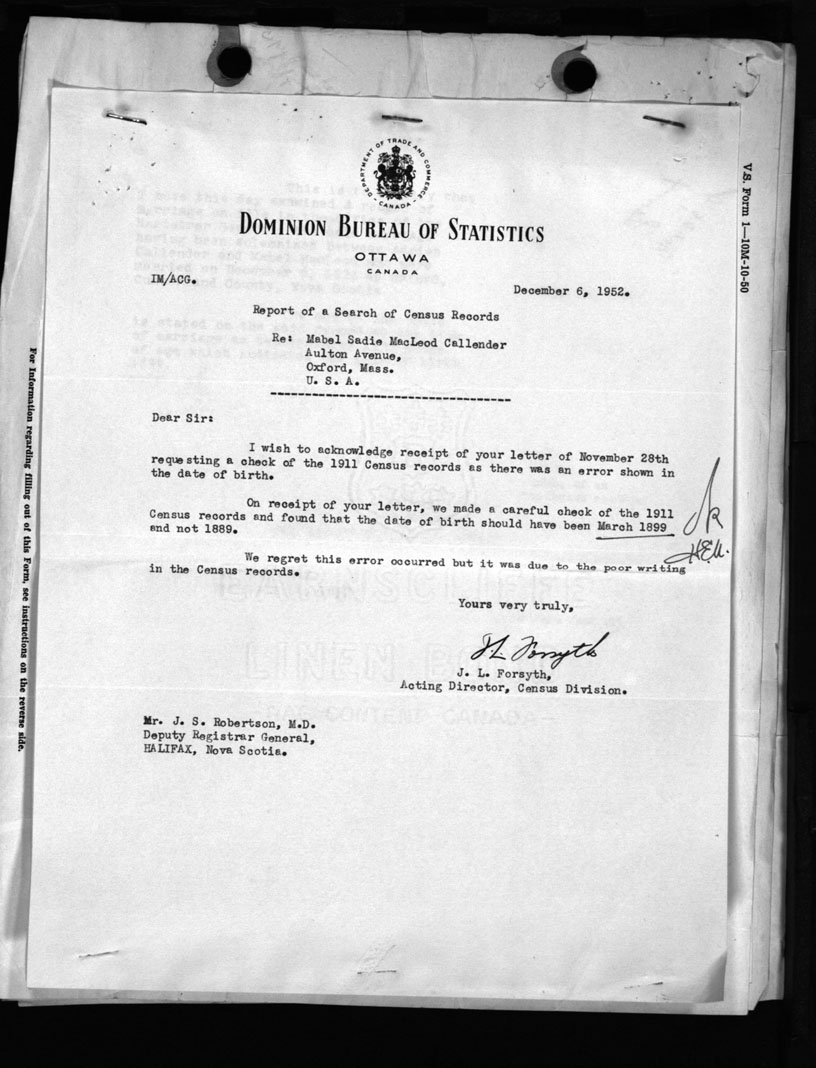 DEPARTMENT OF TRADE AND COMMERCE
CANADA
DOMINION BUREAU OF STATISTICS
OTTAWA
CANADA
IM/ACG.
December 6, 1952.
Report of a Search of Census Records
Re: Mabel Sadie MacLeod Callender
Aulton Avenue,
Oxford, Mass.
U. S. A.
Dear Sir:
I wish to acknowledge receipt of your letter of November 28th
requesting a check of the 1911 Census records as there was an error shown in
the date of birth.
On receipt of your letter, we made a careful check of the 1911
Census records and found that the date of birth should have been March 1899
and not 1889.
We regret this error occurred but it was due to the poor writing
in the Census records.
Yours very truly,
J. L. Forsyth
J. L. Forsyth,
Acting Director, Census Division.
Mr. J. S. Robertson, M.D.
Deputy Registrar General,
HALIFAX, Nova Scotia.
V.S. Form 1—10M-10-50
For Information regarding filling out of this Form, see instructions on the reverse side.
EARNSCLIFFE
LINEN BOND
RAG CONTENT CANADA